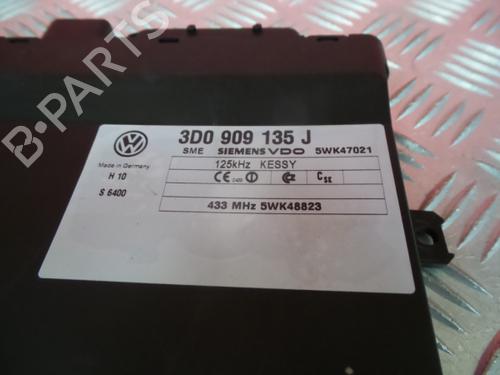 B-PARTS
3D0 909 135 J
SME SIEMENS VDO 5WK47021
Made in Germany
125kHz KESSY
H 10
S 6400
433 MHz 5WK48823